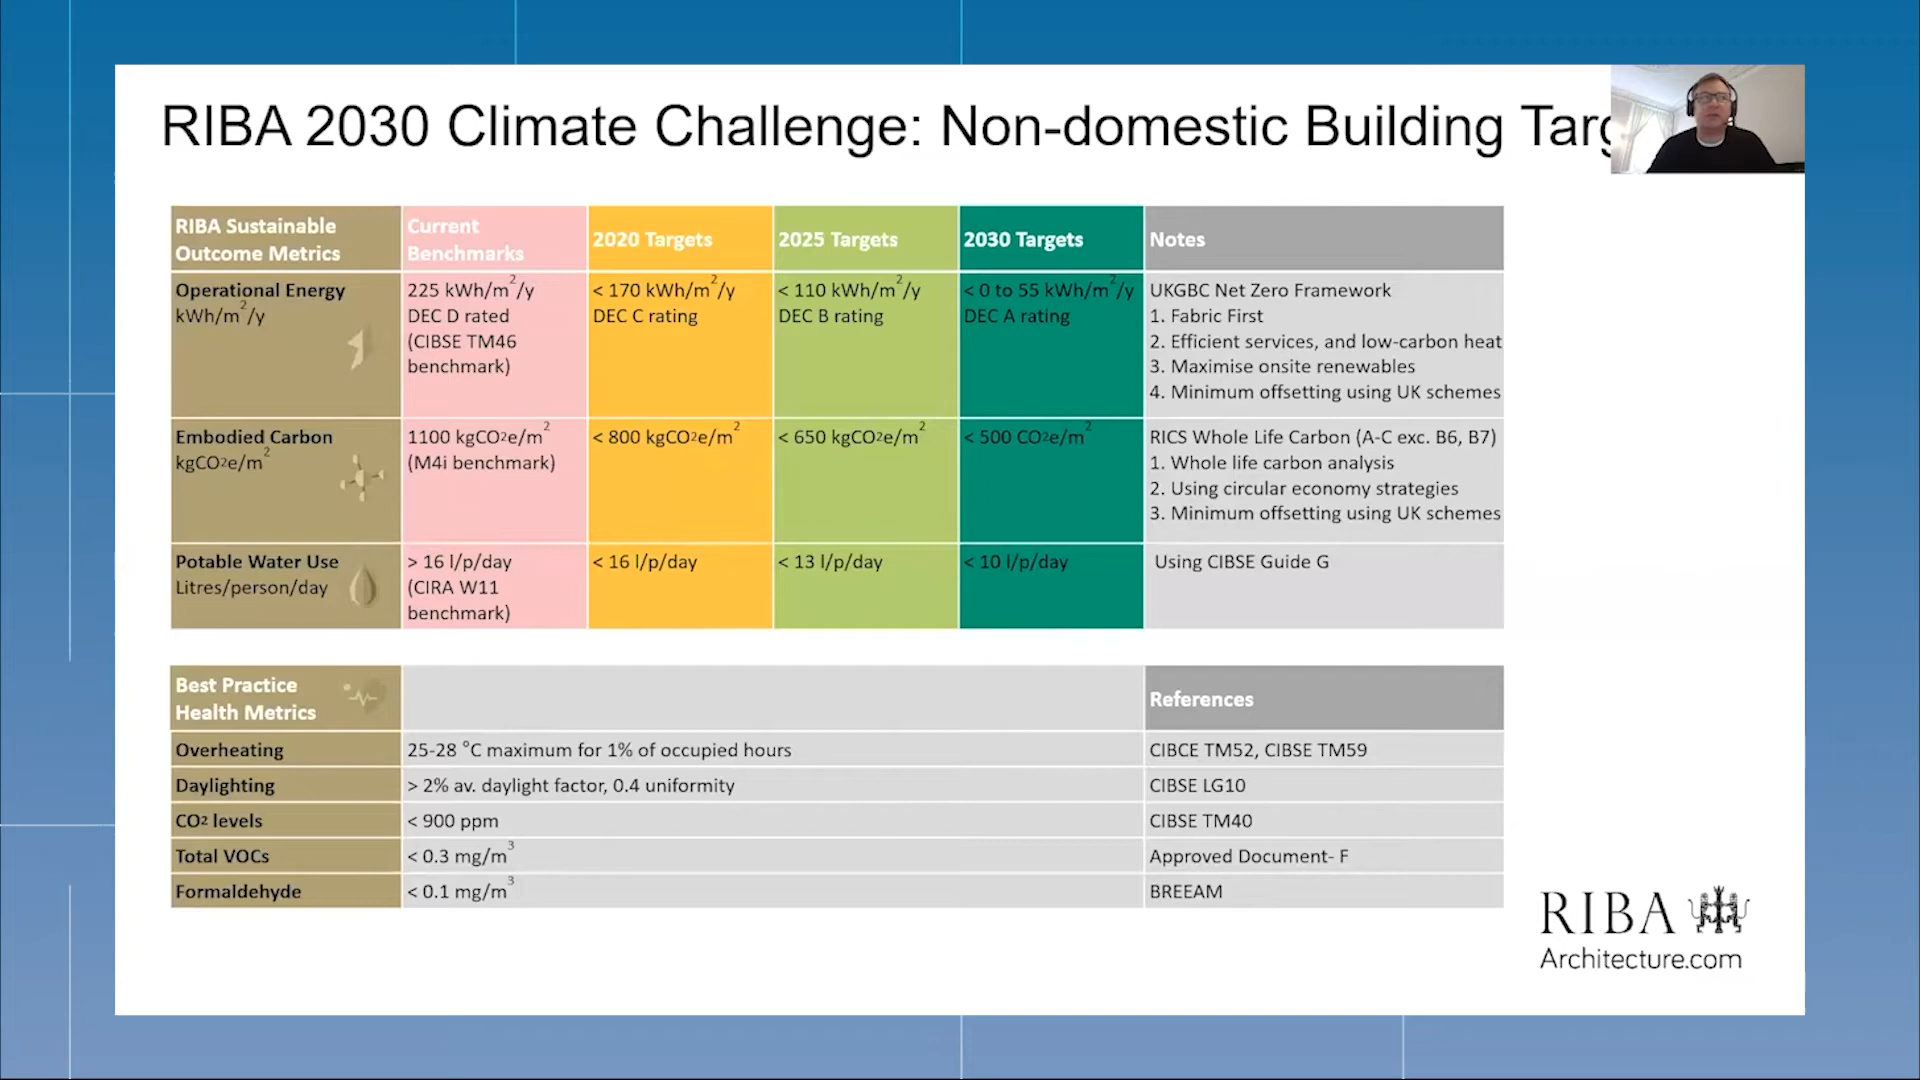 RIBA 2030 Climate Challenge: Non-domestic Building Targ
RIBA Sustainable
Outcome Metrics
Current
Benchmarks
2020 Targets
2025 Targets
2030 Targets
Notes
Operational Energy
kWh/m²/y
225 kWh/m²/y
DEC D rated
(CIBSE TM46
benchmark)
< 170 kWh/m²/y
DEC C rating
< 110 kWh/m²/y
DEC B rating
< 0 to 55 kWh/m²/y
DEC A rating
UKGBC Net Zero Framework
1. Fabric First
2. Efficient services, and low-carbon heat
3. Maximise onsite renewables
4. Minimum offsetting using UK schemes
Embodied Carbon
kgCO2e/m²
1100 kgCO2e/m²
(M4i benchmark)
< 800 kgCO2e/m²
< 650 kgCO2e/m²
< 500 CO2e/m²
RICS Whole Life Carbon (A-C exc. B6, B7)
1. Whole life carbon analysis
2. Using circular economy strategies
3. Minimum offsetting using UK schemes
Potable Water Use
Litres/person/day
> 16 l/p/day
(CIRA W11
benchmark)
< 16 l/p/day
< 13 l/p/day
< 10 l/p/day
Using CIBSE Guide G
Best Practice
Health Metrics
References
Overheating
25-28 °C maximum for 1% of occupied hours
CIBCE TM52, CIBSE TM59
Daylighting
> 2% av. daylight factor, 0.4 uniformity
CIBSE LG10
CO2 levels
< 900 ppm
CIBSE TM40
Total VOCs
< 0.3 mg/m³
Approved Document- F
Formaldehyde
< 0.1 mg/m³
BREEAM
RIBA
Architecture.com